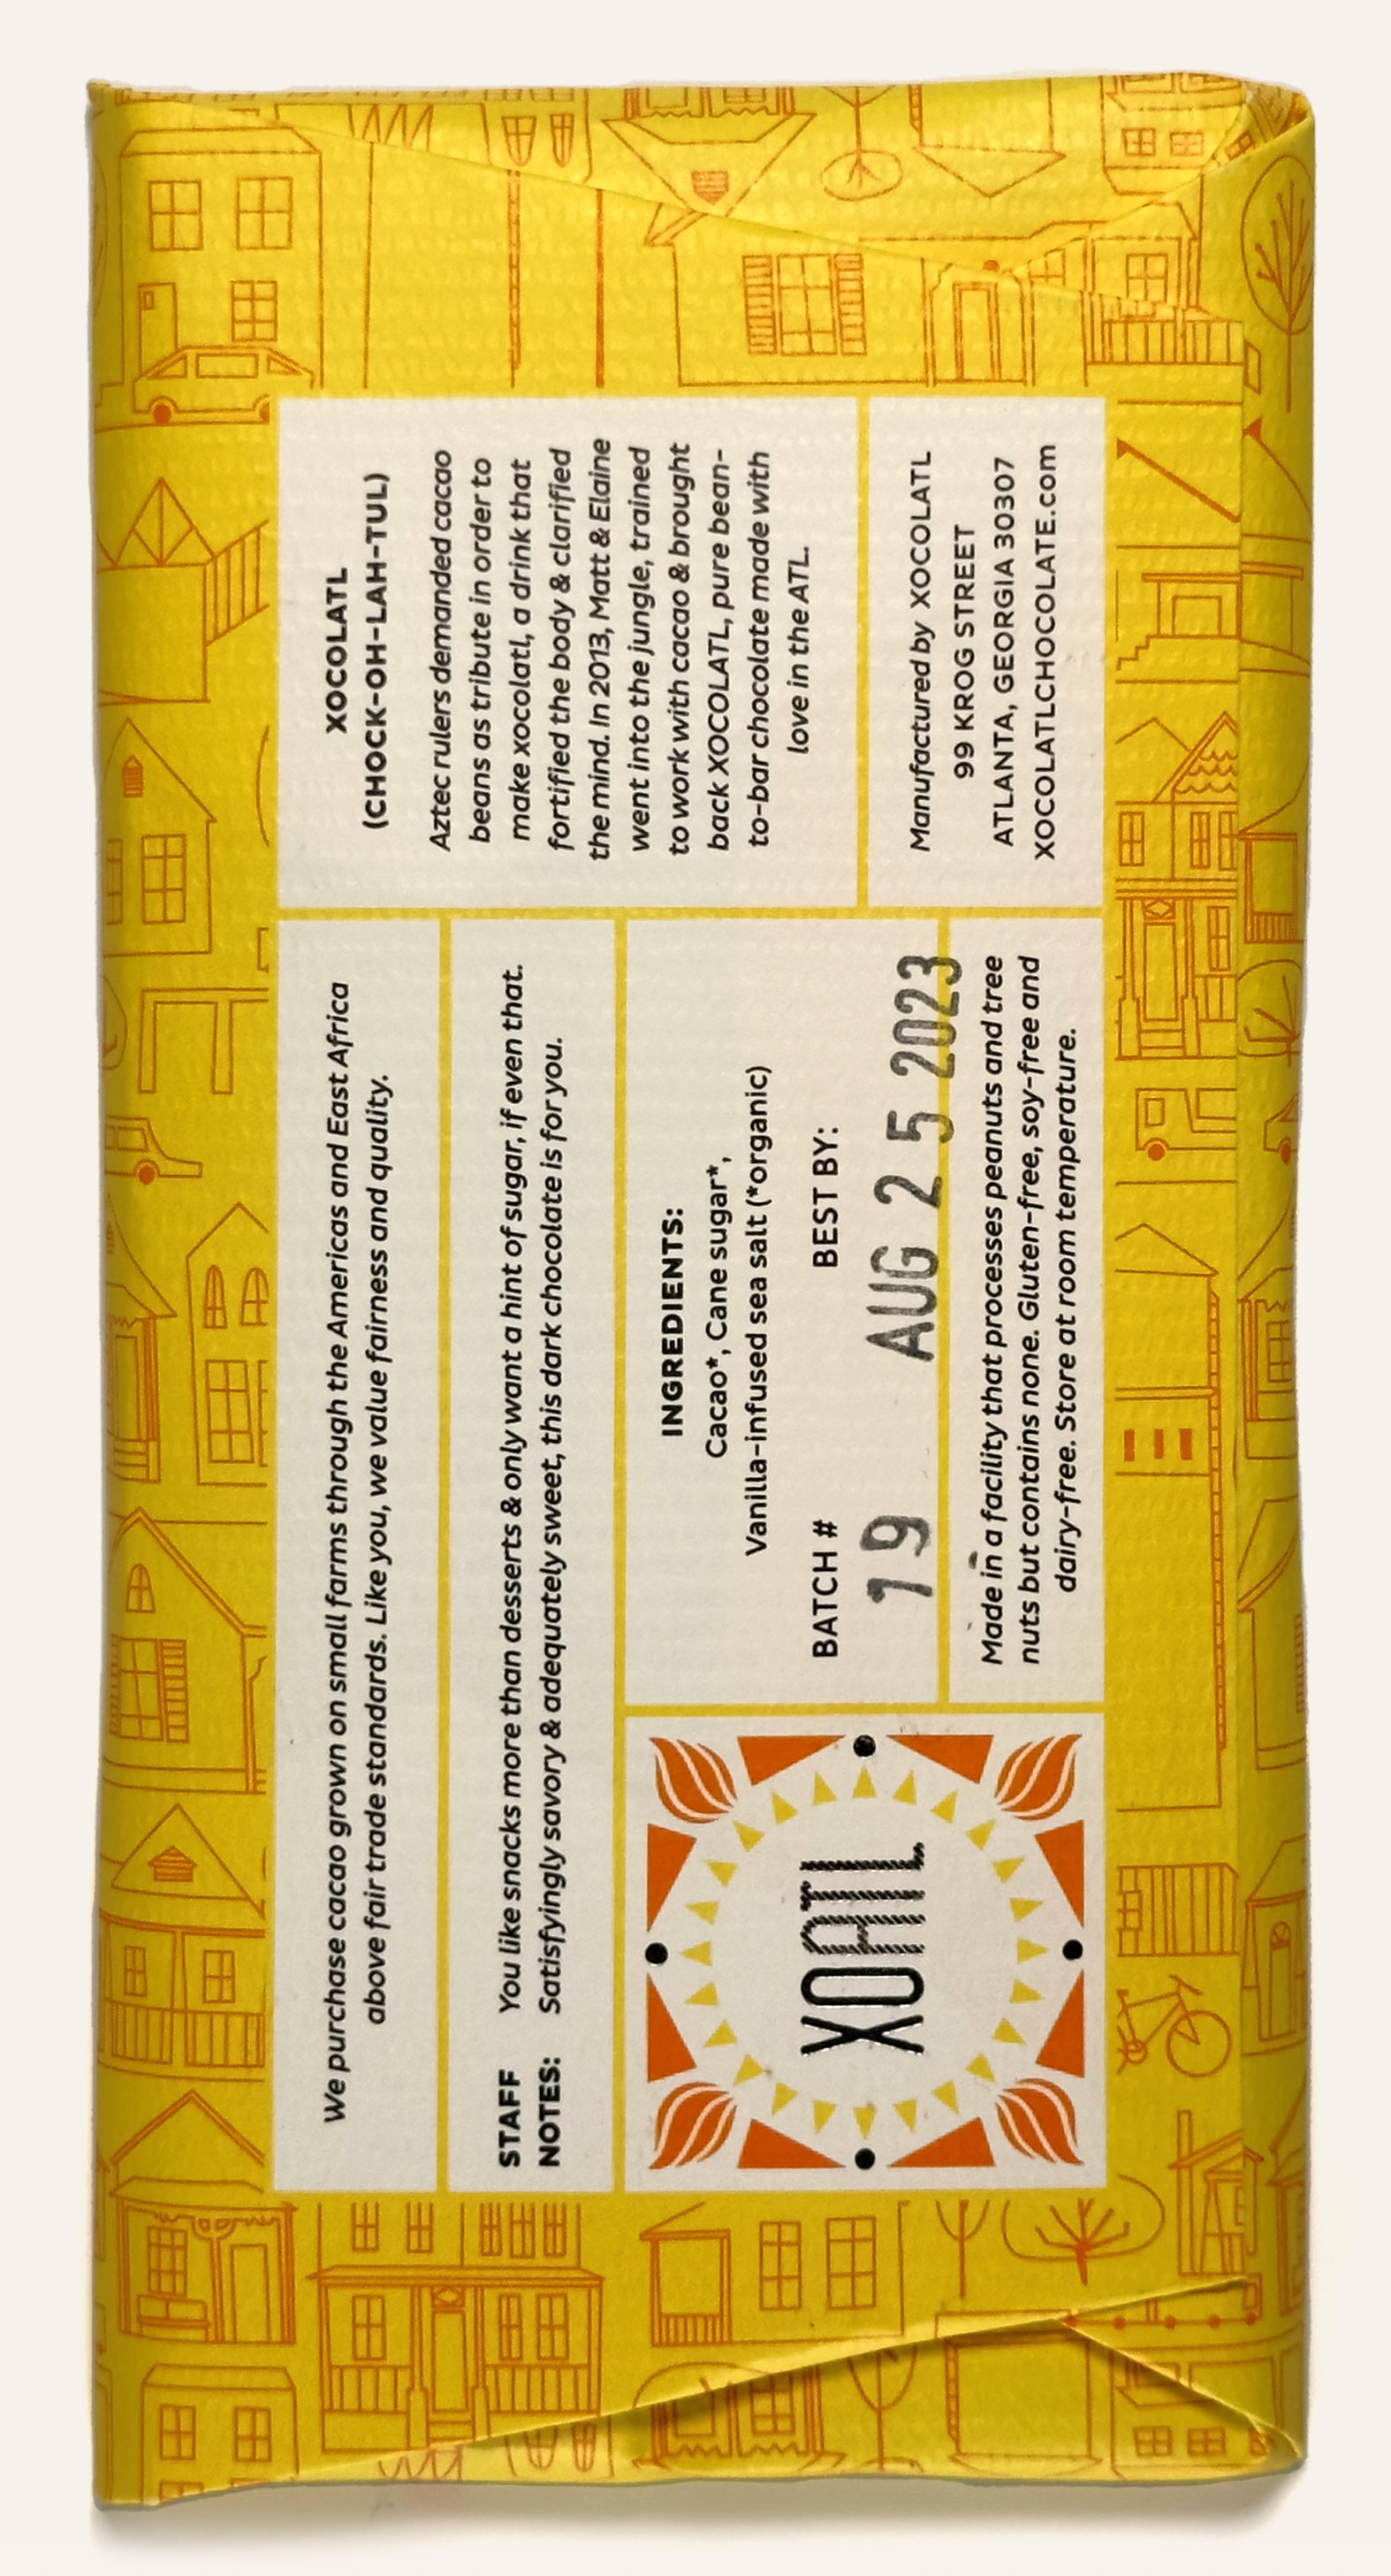 We purchase cacao grown on small farms through the Americas and East Africa
above fair trade standards. Like you, we value fairness and quality.
STAFF
NOTES:
You like snacks more than desserts & only want a hint of sugar, if even that.
Satisfyingly savory & adequately sweet, this dark chocolate is for you.
XOATL
INGREDIENTS:
Cacao*, Cane sugar*,
Vanilla-infused sea salt (*organic)
BATCH # BEST BY:
19 AUG 25 2023
Made in a facility that processes peanuts and tree
nuts but contains none. Gluten-free, soy-free and
dairy-free. Store at room temperature.
XOCOLATL
(CHOCK-OH-LAH-TUL)
Aztec rulers demanded cacao
beans as tribute in order to
make xocolatl, a drink that
fortified the body & clarified
the mind. In 2013, Matt & Elaine
went into the jungle, trained
to work with cacao & brought
back XOCOLATL, pure bean-
to-bar chocolate made with
love in the ATL.
Manufactured by XOCOLATL
99 KROG STREET
ATLANTA, GEORGIA 30307
XOCOLATLCHOCOLATE.com